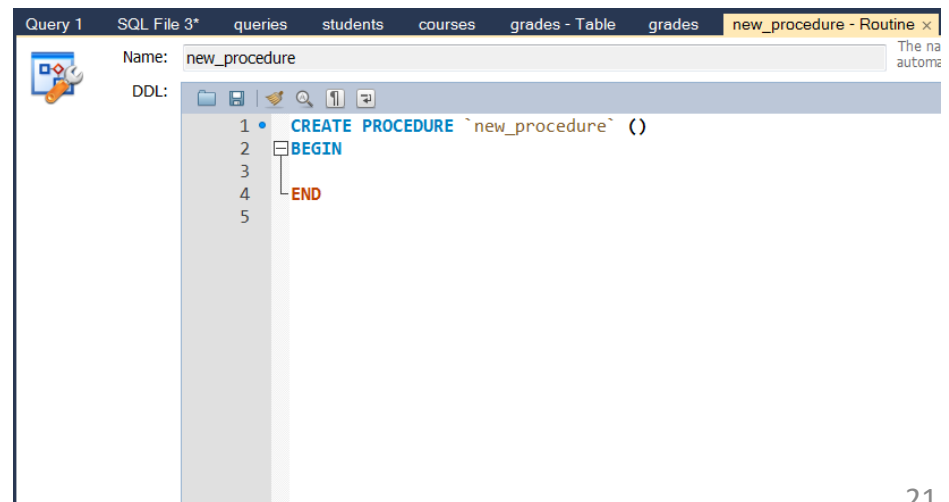 Query 1 SQL File 3* queries students courses grades - Table grades new_procedure - Routine ×
Name: new_procedure
The na
automa
DDL:
1 CREATE PROCEDURE `new_procedure` ()
2 BEGIN
3
4 END
5
21